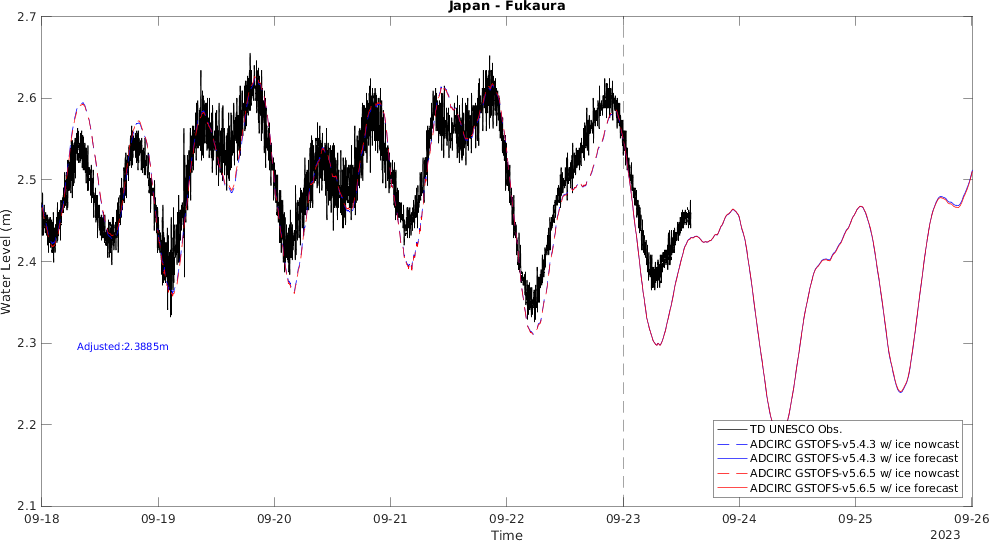 Japan - Fukaura
2.7
2.6
2.5
2.4
2.3
2.2
2.1
Water Level (m)
Adjusted:2.3885m
TD UNESCO Obs.
ADCIRC GSTOFS-v5.4.3 w/ ice nowcast
ADCIRC GSTOFS-v5.4.3 w/ ice forecast
ADCIRC GSTOFS-v5.6.5 w/ ice nowcast
ADCIRC GSTOFS-v5.6.5 w/ ice forecast
09-18 09-19 09-20 09-21 09-22 09-23 09-24 09-25 09-26
Time
2023